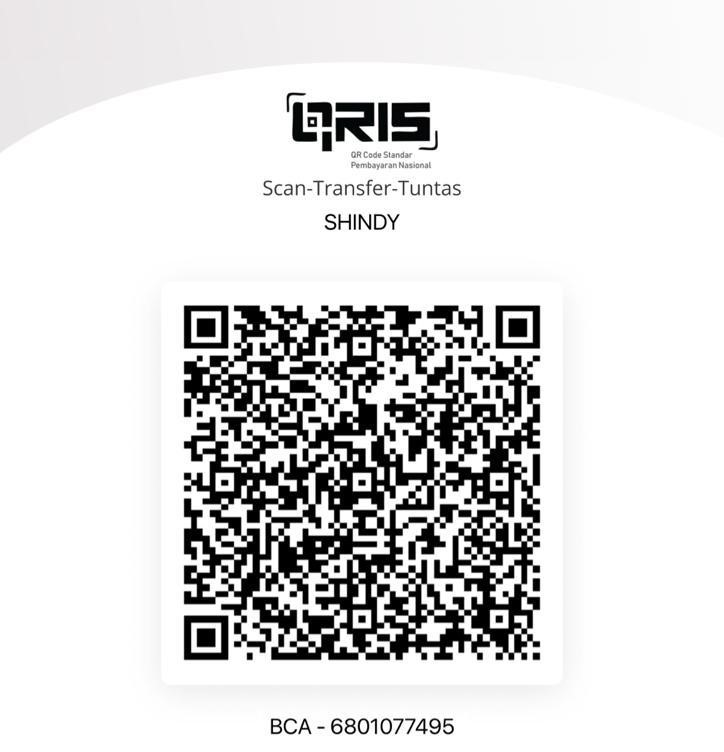 QRIS
QR Code Standar
Pembayaran Nasional
Scan-Transfer-Tuntas
SHINDY
BCA - 6801077495